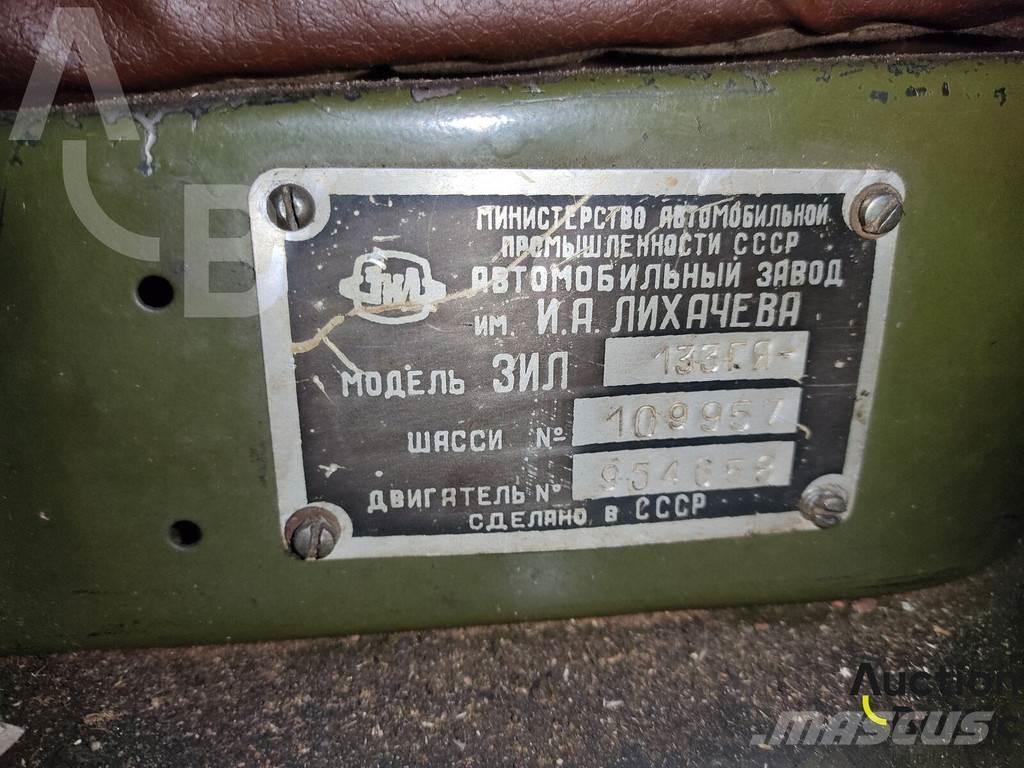 МИНИСТЕРСТВО АВТОМОБИЛЬНОЙ
ПРОМЫШЛЕННОСТИ СССР
ЗИЛ
АВТОМОБИЛЬНЫЙ ЗАВОД
ИМ. И.А. ЛИХАЧЕВА
МОДЕЛЬ ЗИЛ 133ГЯ-
ШАССИ № 109957
ДВИГАТЕЛЬ №
СДЕЛАНО В СССР
AB
Auction
MASCUS